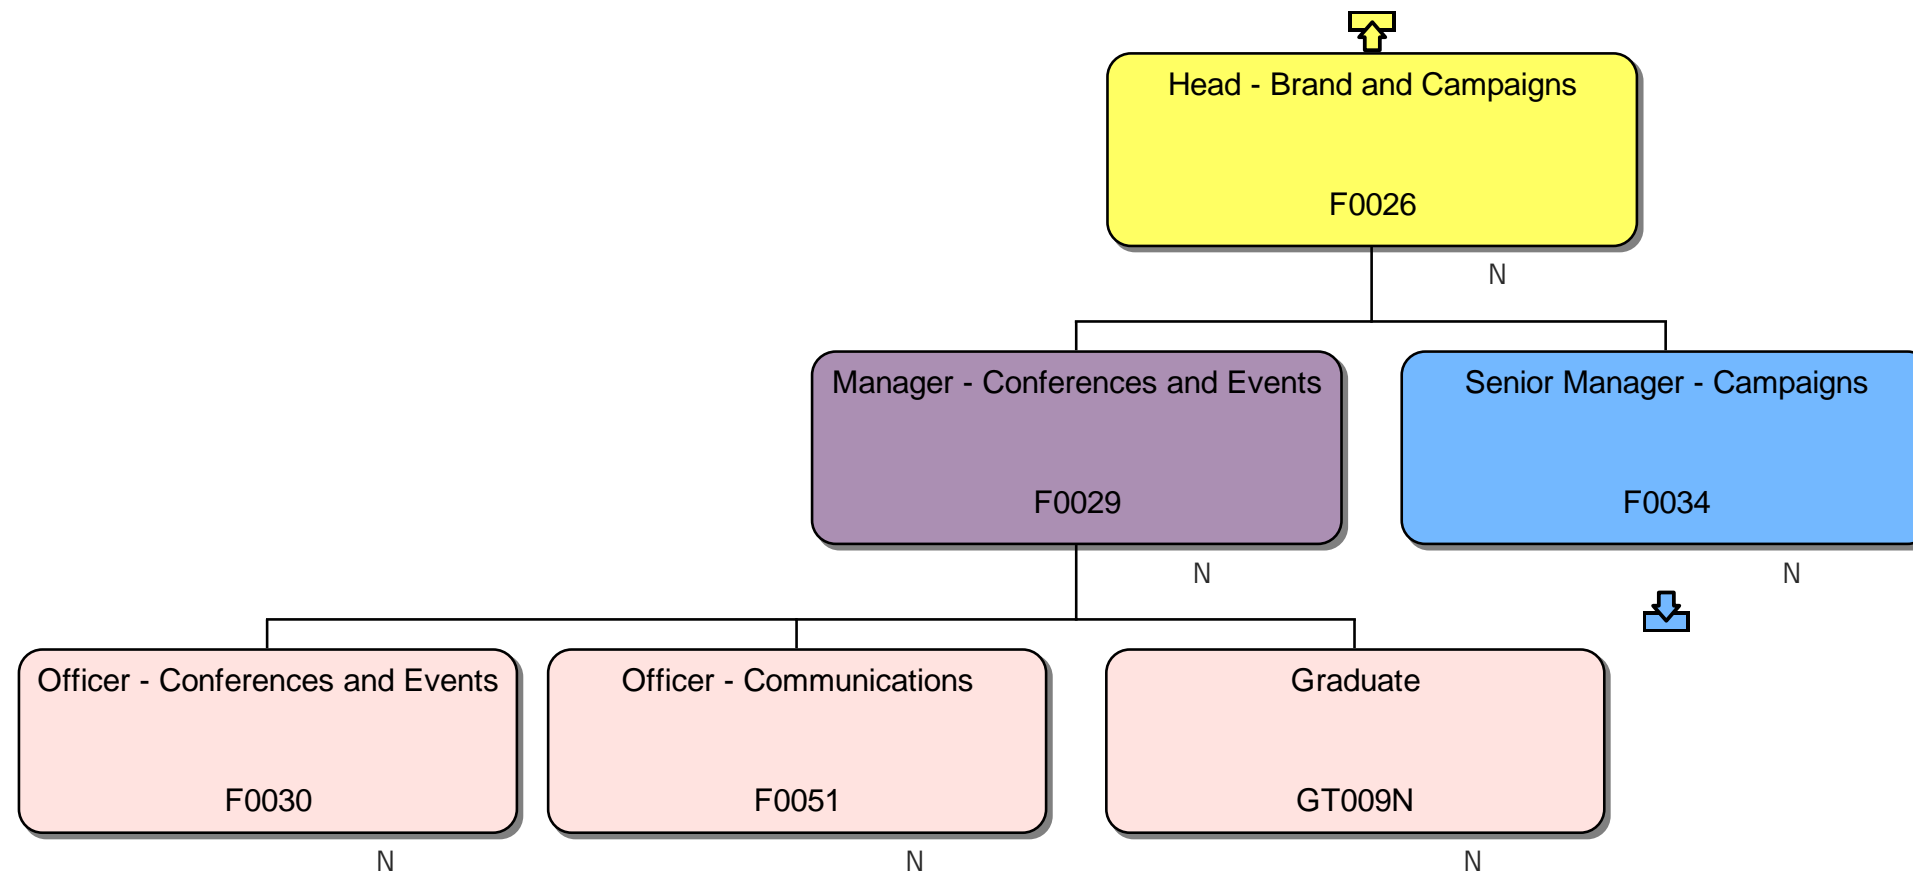 Head - Brand and Campaigns
F0026
N
Manager - Conferences and Events
F0029
N
Senior Manager - Campaigns
F0034
N
Officer - Conferences and Events
F0030
N
Officer - Communications
F0051
N
Graduate
GT009N
N